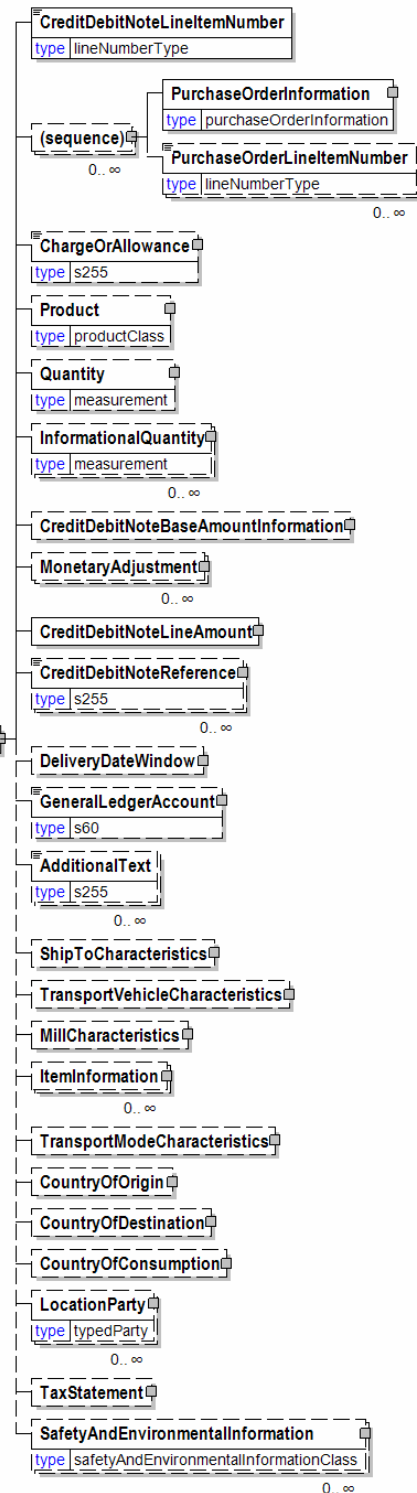 CreditDebitNoteLineItemNumber
type lineNumberType
(sequence)
0.. ∞
PurchaseOrderInformation
type purchaseOrderInformation
PurchaseOrderLineItemNumber
type lineNumberType
0.. ∞
ChargeOrAllowance
type s255
Product
type productClass
Quantity
type measurement
InformationalQuantity
type measurement
0.. ∞
CreditDebitNoteBaseAmountInformation
MonetaryAdjustment
0.. ∞
CreditDebitNoteLineAmount
CreditDebitNoteReference
type s255
0.. ∞
DeliveryDateWindow
GeneralLedgerAccount
type s60
AdditionalText
type s255
0.. ∞
ShipToCharacteristics
TransportVehicleCharacteristics
MillCharacteristics
ItemInformation
0.. ∞
TransportModeCharacteristics
CountryOfOrigin
CountryOfDestination
CountryOfConsumption
LocationParty
type typedParty
0.. ∞
TaxStatement
SafetyAndEnvironmentalInformation
type safetyAndEnvironmentalInformationClass
0.. ∞